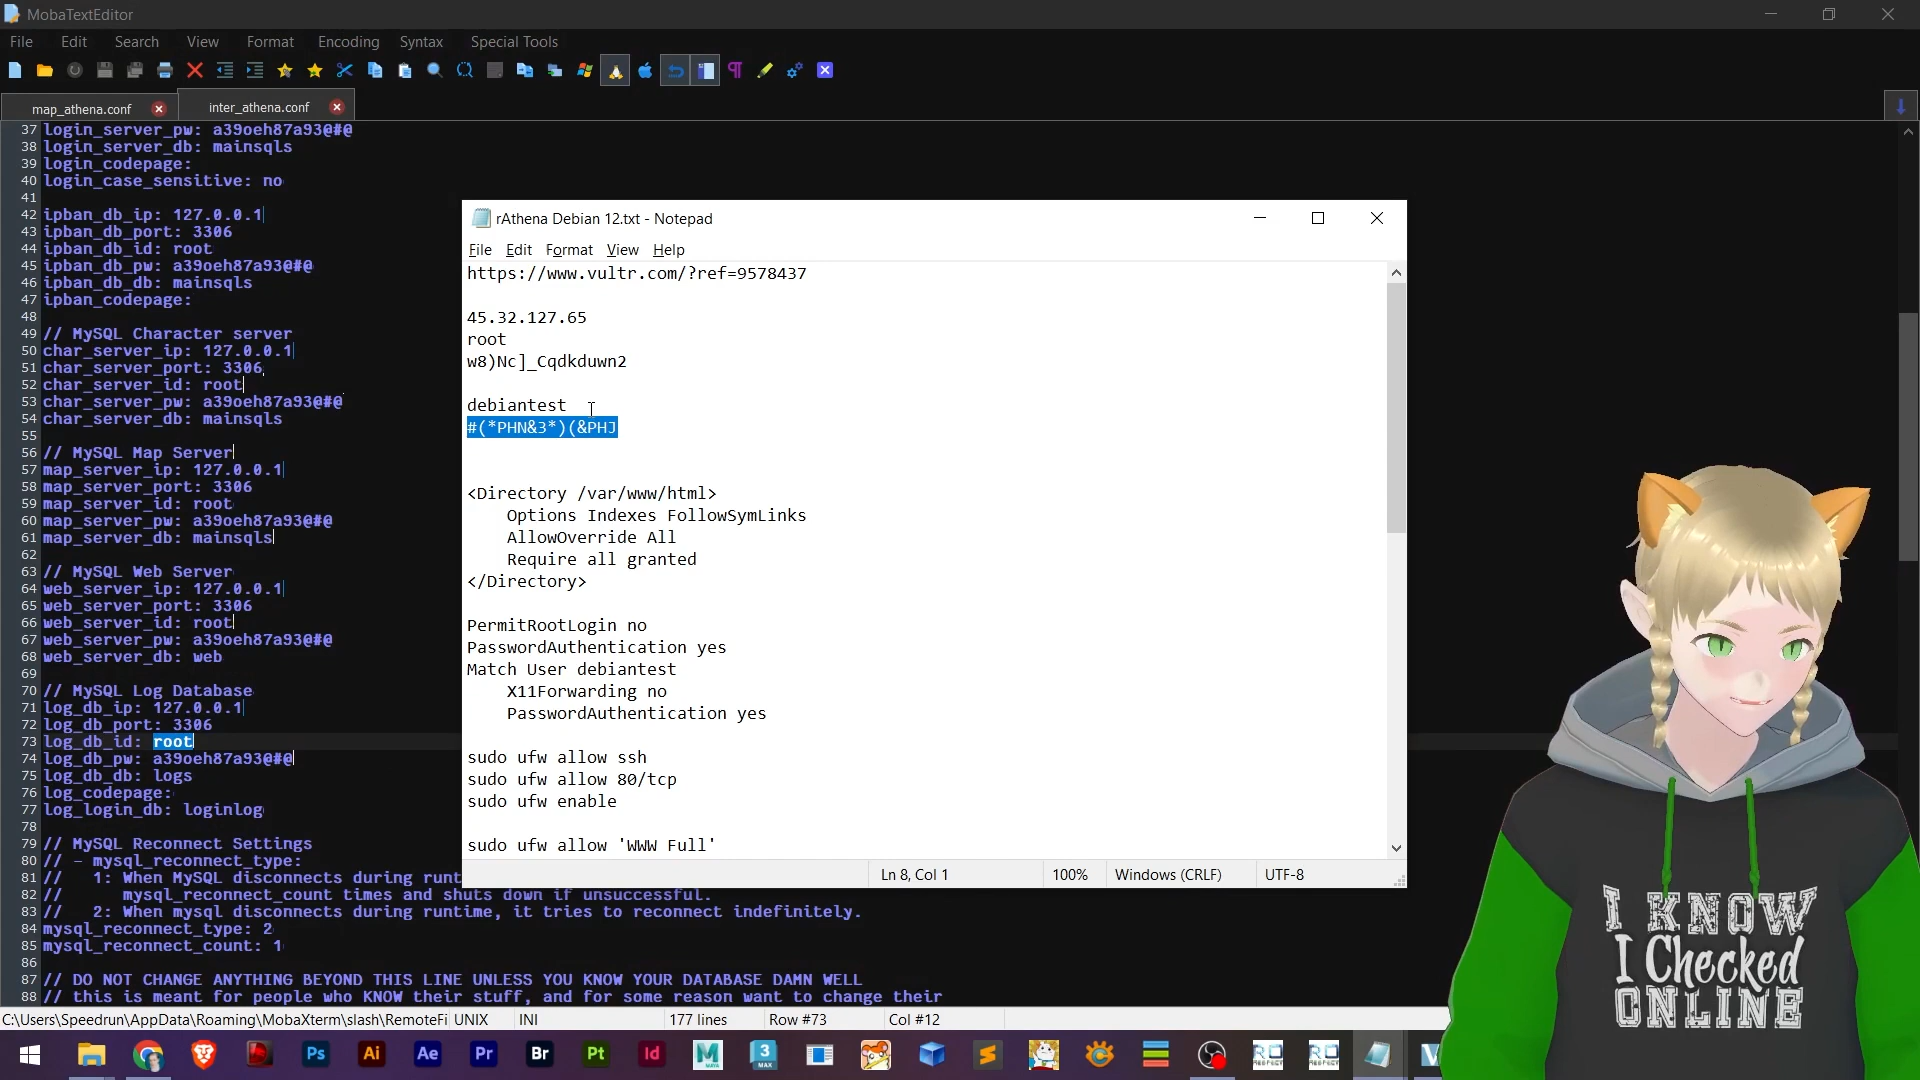 MobaTextEditor
File Edit Search View Format Encoding Syntax Special Tools
map_athena.conf inter_athena.conf
37 login_server_pw: a39oeh87a93@#@
38 login_server_db: mainsqls
39 login_codepage:
40 login_case_sensitive: no
41
42 ipban_db_ip: 127.0.0.1
43 ipban_db_port: 3306
44 ipban_db_id: root
45 ipban_db_pw: a39oeh87a93@#@
46 ipban_db_db: mainsqls
47 ipban_codepage:
48
49 // MySQL Character server
50 char_server_ip: 127.0.0.1
51 char_server_port: 3306
52 char_server_id: root
53 char_server_pw: a39oeh87a93@#@
54 char_server_db: mainsqls
55
56 // MySQL Map Server
57 map_server_ip: 127.0.0.1
58 map_server_port: 3306
59 map_server_id: root
60 map_server_pw: a39oeh87a93@#@
61 map_server_db: mainsqls
62
63 // MySQL Web Server
64 web_server_ip: 127.0.0.1
65 web_server_port: 3306
66 web_server_id: root
67 web_server_pw: a39oeh87a93@#@
68 web_server_db: web
69
70 // MySQL Log Database
71 log_db_ip: 127.0.0.1
72 log_db_port: 3306
73 log_db_id: root
74 log_db_pw: a39oeh87a93@#@
75 log_db_db: logs
76 log_codepage:
77 log_login_db: loginlog
78
79 // MySQL Reconnect Settings
80 // - mysql_reconnect_type:
81 // 1: When MySQL disconnects during runt
82 // mysql_reconnect_count times and shuts down if unsuccessful.
83 // 2: When mysql disconnects during runtime, it tries to reconnect indefinitely.
84 mysql_reconnect_type: 2
85 mysql_reconnect_count: 1
86
87 // DO NOT CHANGE ANYTHING BEYOND THIS LINE UNLESS YOU KNOW YOUR DATABASE DAMN WELL
88 // this is meant for people who KNOW their stuff, and for some reason want to change their
C:\Users\Speedrun\AppData\Roaming\MobaXterm\slash\RemoteFi UNIX INI 177 lines Row #73 Col #12
rAthena Debian 12.txt - Notepad
File Edit Format View Help
https://www.vultr.com/?ref=9578437
45.32.127.65
root
w8)Nc]_Cqdkduwn2
debiantest
#(*PHN&3*)(&PHJ
<Directory /var/www/html>
Options Indexes FollowSymLinks
AllowOverride All
Require all granted
</Directory>
PermitRootLogin no
PasswordAuthentication yes
Match User debiantest
X11Forwarding no
PasswordAuthentication yes
sudo ufw allow ssh
sudo ufw allow 80/tcp
sudo ufw enable
sudo ufw allow 'WWW Full'
Ln 8, Col 1 100% Windows (CRLF) UTF-8
I KNOW
I Checked
ONLINE
Ps Ai Ae Pr Br Pt Id M 3